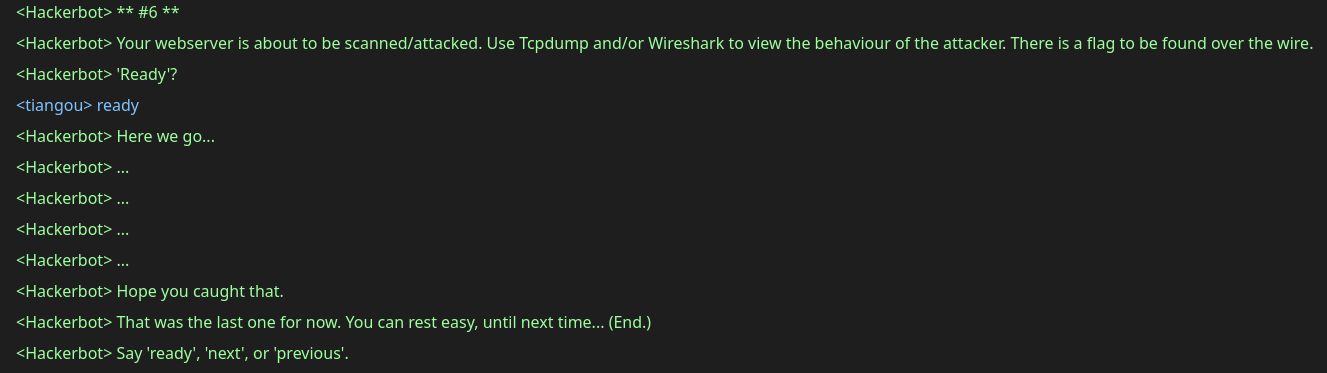 <Hackerbot> ** #6 **
<Hackerbot> Your webserver is about to be scanned/attacked. Use Tcpdump and/or Wireshark to view the behaviour of the attacker. There is a flag to be found over the wire.
<Hackerbot> 'Ready'?
<tiangou> ready
<Hackerbot> Here we go...
<Hackerbot> ...
<Hackerbot> ...
<Hackerbot> ...
<Hackerbot> ...
<Hackerbot> Hope you caught that.
<Hackerbot> That was the last one for now. You can rest easy, until next time... (End.)
<Hackerbot> Say 'ready', 'next', or 'previous'.